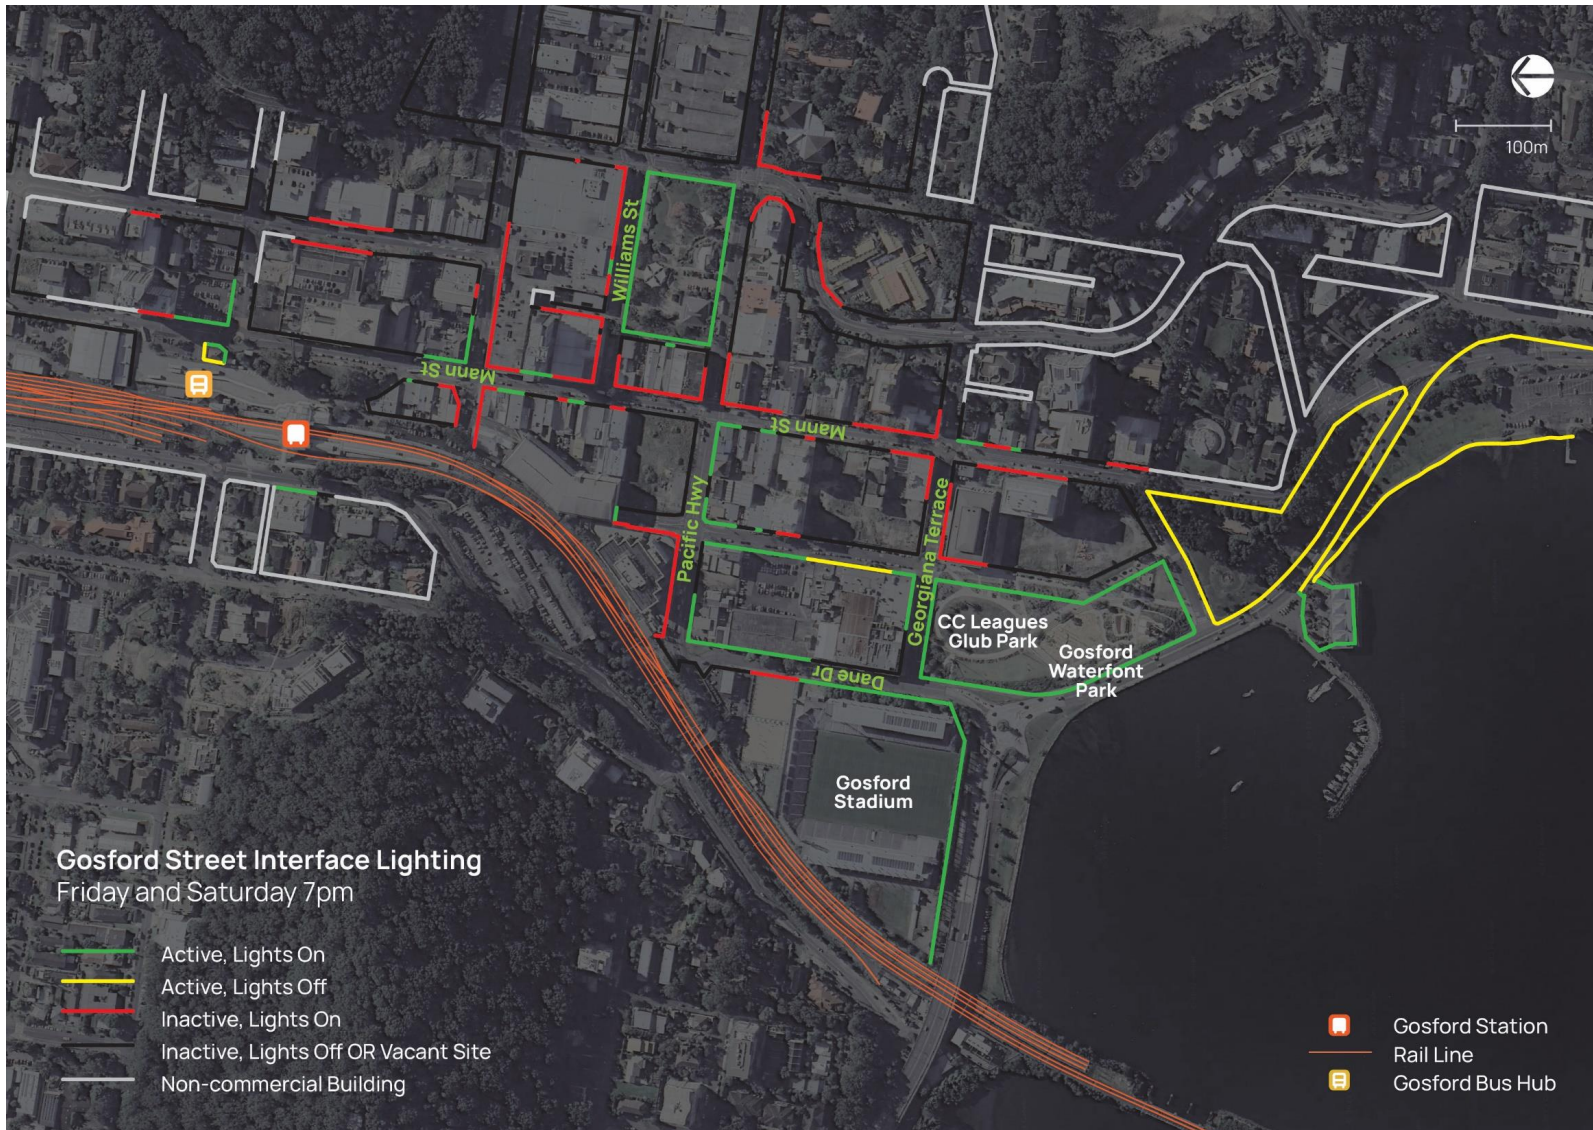 100m
Williams St
Mann St
Mann St
Pacific Hwy
Georgiana Terrace
CC Leagues
Glub Park
Gosford
Waterfont
Park
Dane Dr
Gosford
Stadium
Gosford Street Interface Lighting
Friday and Saturday 7pm
Active, Lights On
Active, Lights Off
Inactive, Lights On
Inactive, Lights Off OR Vacant Site
Non-commercial Building
Gosford Station
Rail Line
Gosford Bus Hub